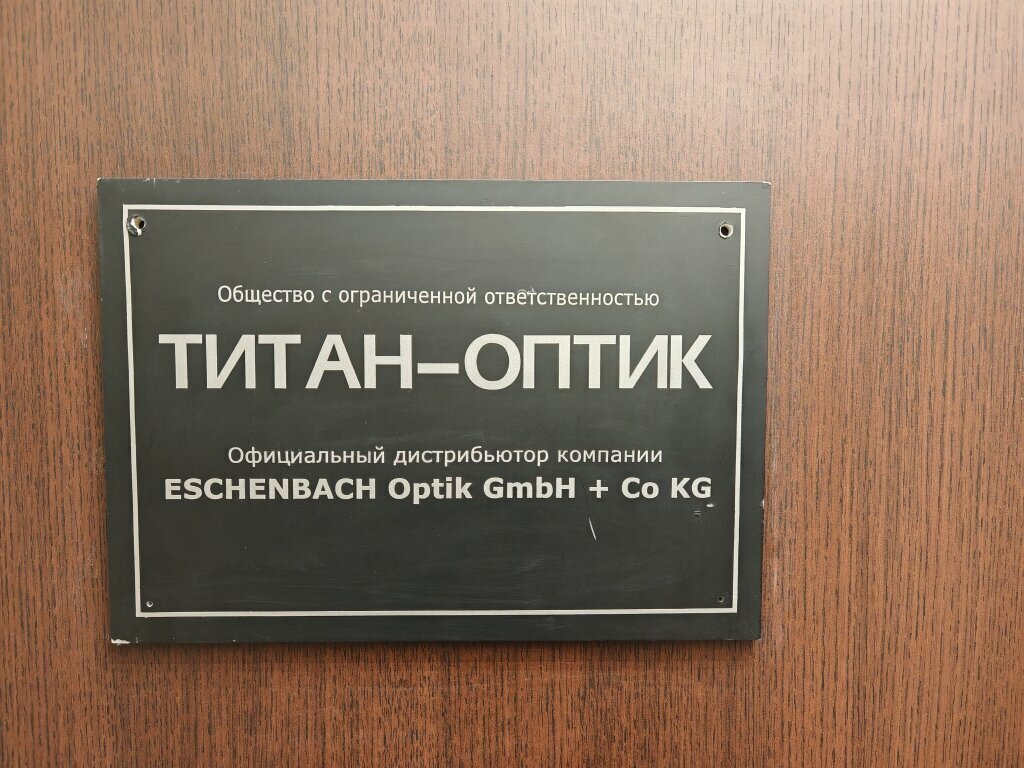 Общество с ограниченной ответственностью
ТИТАН-ОПТИК
Официальный дистрибьютор компании
ESCHENBACH Optik GmbH + Co KG